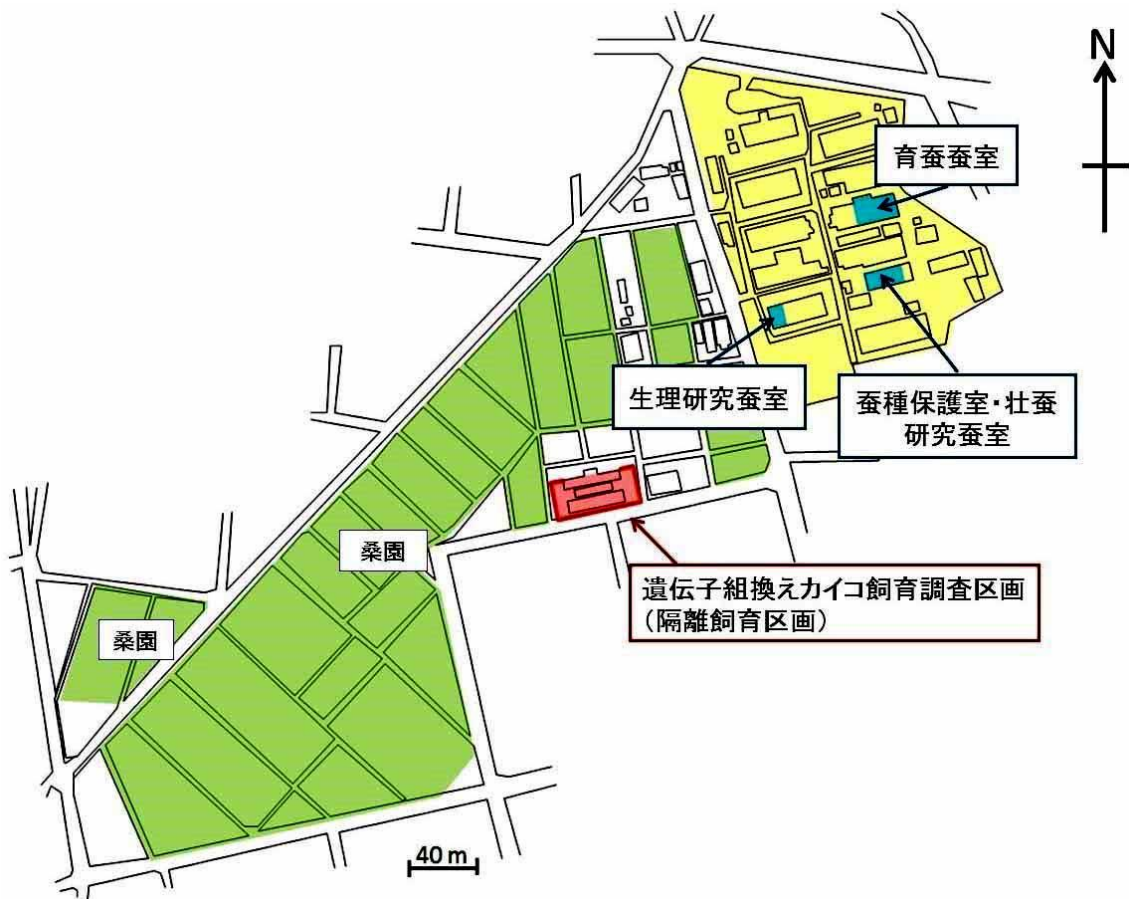 N
育蚕蚕室
生理研究蚕室
蚕種保護室・壮蚕
研究蚕室
桑園
遺伝子組換えカイコ飼育調査区画
（隔離飼育区画）
桑園
40 m